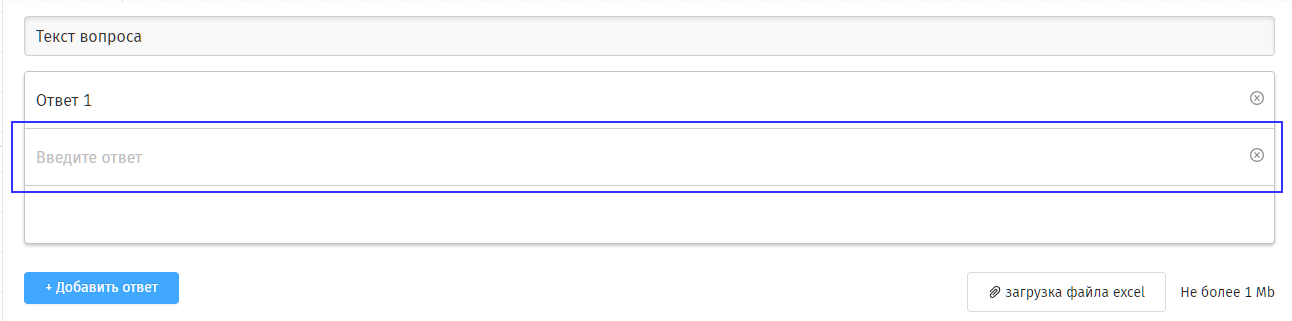 Текст вопроса
Ответ 1
Введите ответ
+ Добавить ответ
загрузка файла excel
Не более 1 Mb